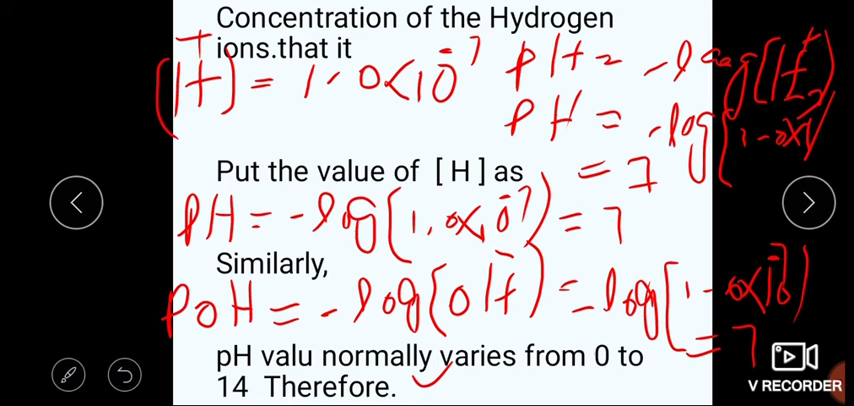 Concentration of the Hydrogen
ions.that it
[H⁺] = 1.0×10⁻⁷ PH = -log[H⁺]
PH = -log[1.0×10⁻⁷]
= 7
Put the value of [H] as
PH = -log(1.0×10⁻⁷) = 7
Similarly,
POH = -log(OH⁻) = -log[1.0×10⁻⁷)
= 7
pH valu normally varies from 0 to
14 Therefore.
V RECORDER